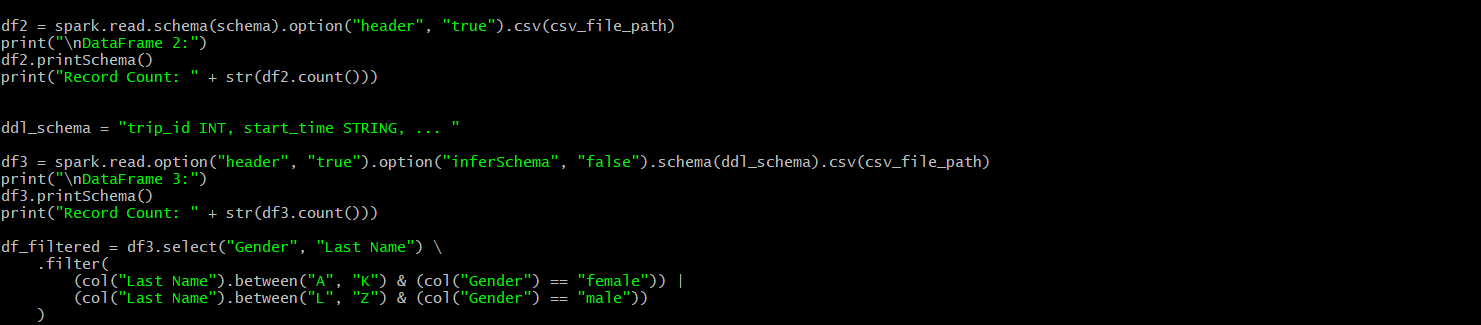 df2 = spark.read.schema(schema).option("header", "true").csv(csv_file_path)
print("\nDataFrame 2:")
df2.printSchema()
print("Record Count: " + str(df2.count()))
ddl_schema = "trip_id INT, start_time STRING, ... "
df3 = spark.read.option("header", "true").option("inferSchema", "false").schema(ddl_schema).csv(csv_file_path)
print("\nDataFrame 3:")
df3.printSchema()
print("Record Count: " + str(df3.count()))
df_filtered = df3.select("Gender", "Last Name") \
    .filter(
        (col("Last Name").between("A", "K") & (col("Gender") == "female")) |
        (col("Last Name").between("L", "Z") & (col("Gender") == "male"))
    )